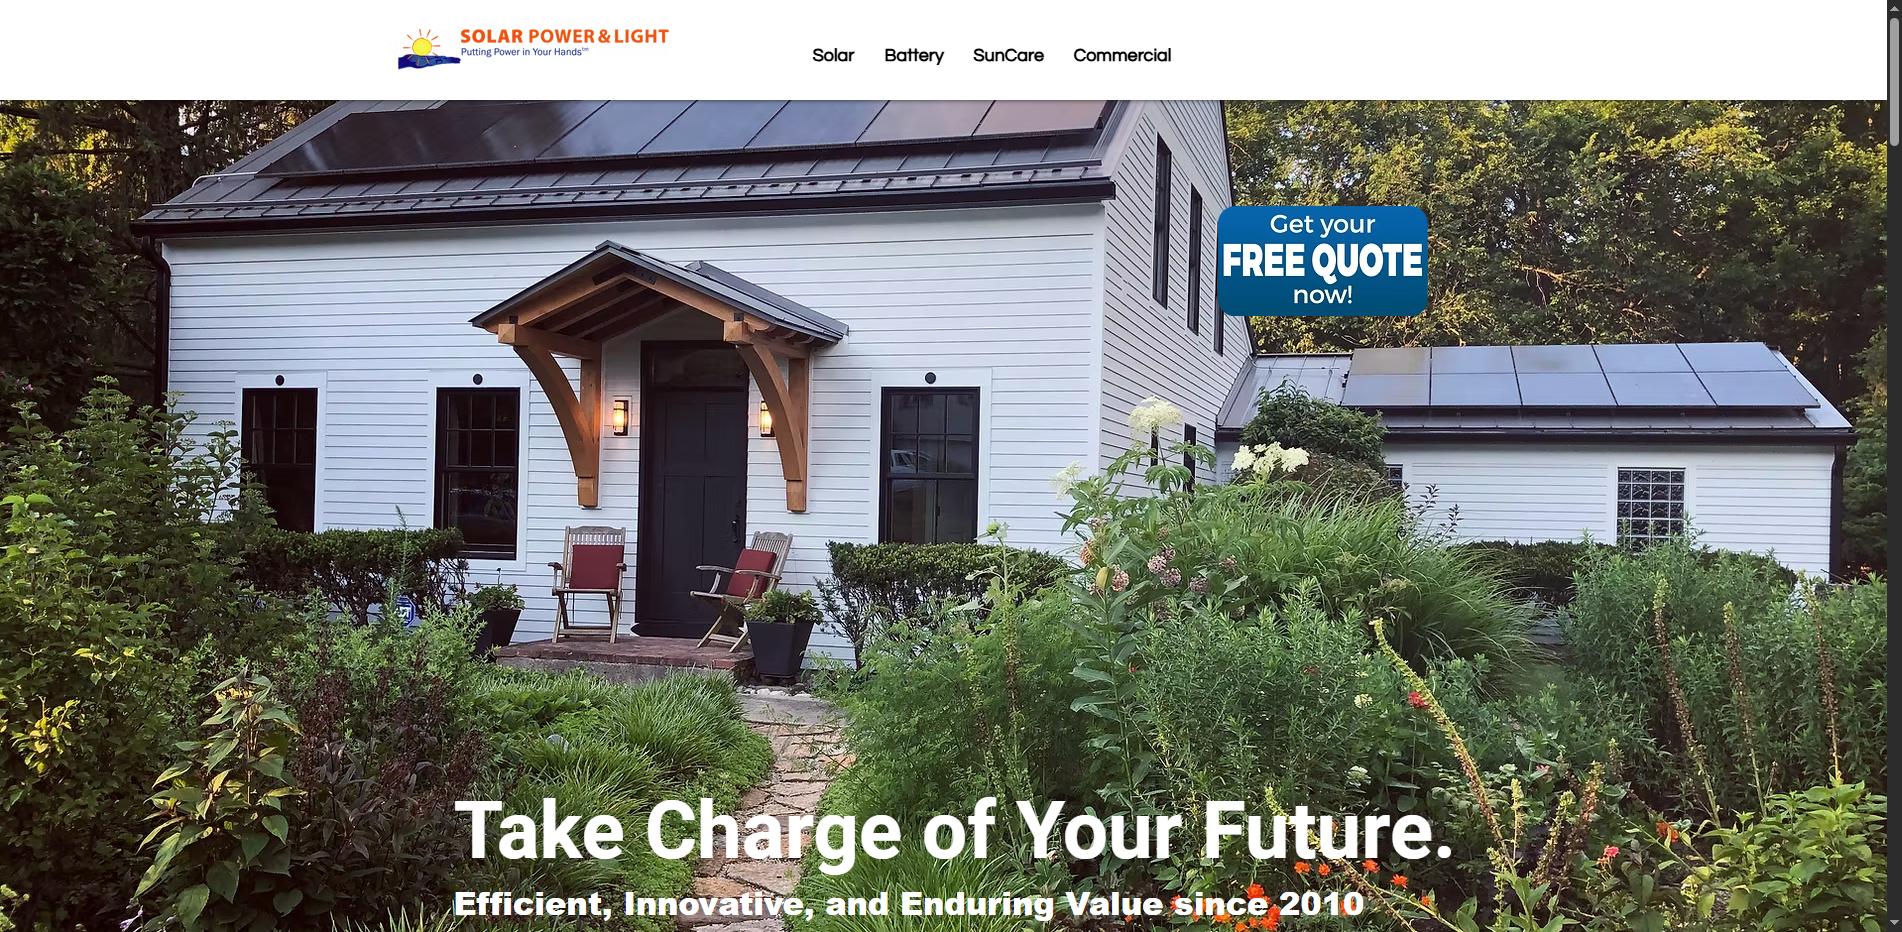 SOLAR POWER & LIGHT
Putting Power in Your Hands™
Solar
Battery
SunCare
Commercial
Get your
FREE QUOTE
now!
Take Charge of Your Future.
Efficient, Innovative, and Enduring Value since 2010